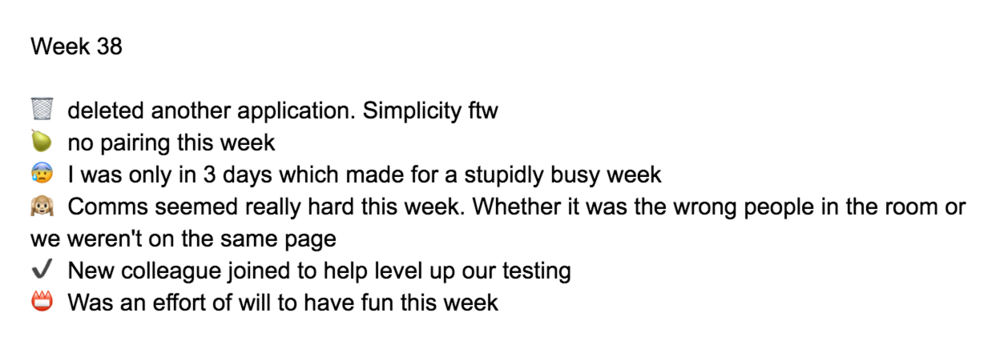 Week 38
🗑️ deleted another application. Simplicity ftw
🍐 no pairing this week
😰 I was only in 3 days which made for a stupidly busy week
🙉 Comms seemed really hard this week. Whether it was the wrong people in the room or
we weren't on the same page
✔️ New colleague joined to help level up our testing
📛 Was an effort of will to have fun this week